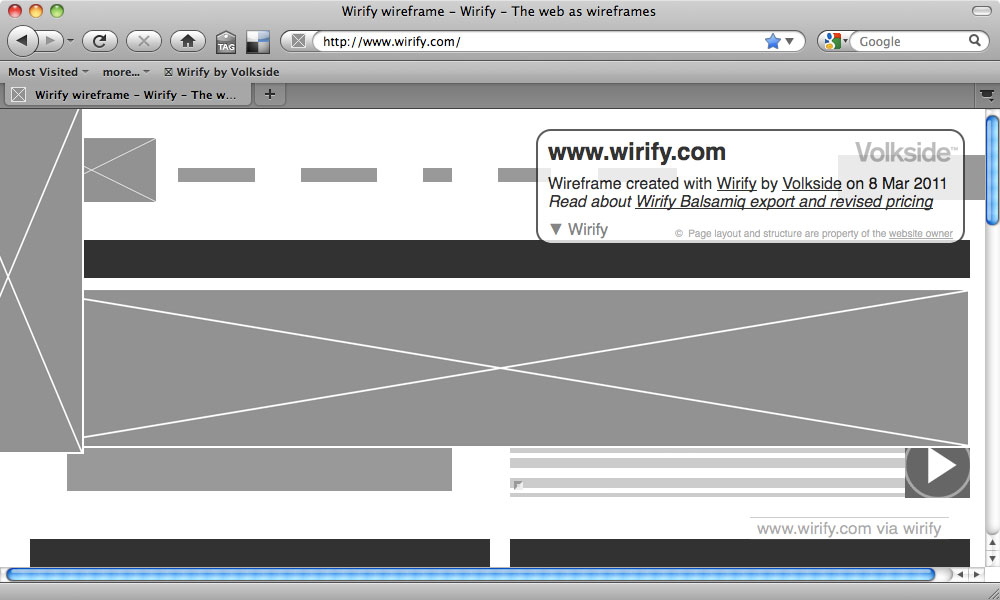 Wirify wireframe – Wirify – The web as wireframes
TAG
http://www.wirify.com/
Google
Most Visited more... Wirify by Volkside
Wirify wireframe – Wirify – The w...
www.wirify.com
Volkside™
Wireframe created with Wirify by Volkside on 8 Mar 2011
Read about Wirify Balsamiq export and revised pricing
▼ Wirify
© Page layout and structure are property of the website owner
www.wirify.com via wirify